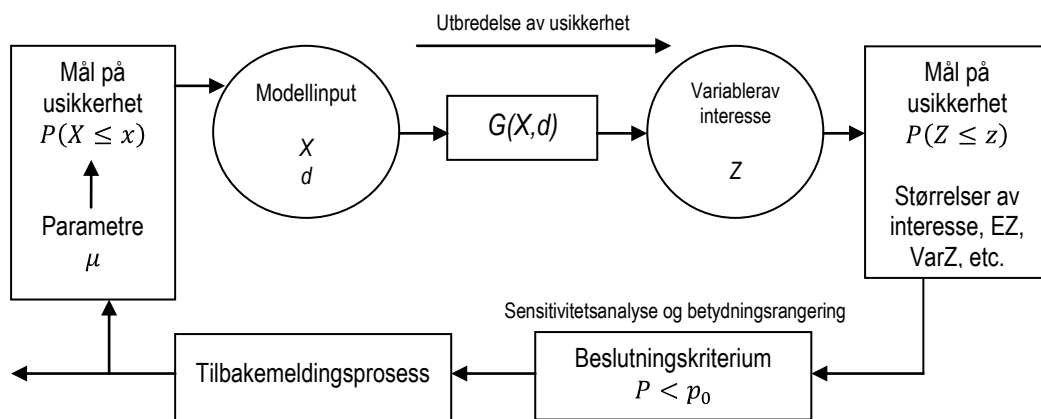 Utbredelse av usikkerhet
Mål på
usikkerhet
P(X ≤ x)
Parametre
μ
Modellinput
X
d
G(X,d)
Variablerav
interesse
Z
Mål på
usikkerhet
P(Z ≤ z)
Størrelser av
interesse, EZ,
VarZ, etc.
Sensitivitetsanalyse og betydningsrangering
Beslutningskriterium
P < p₀
Tilbakemeldingsprosess